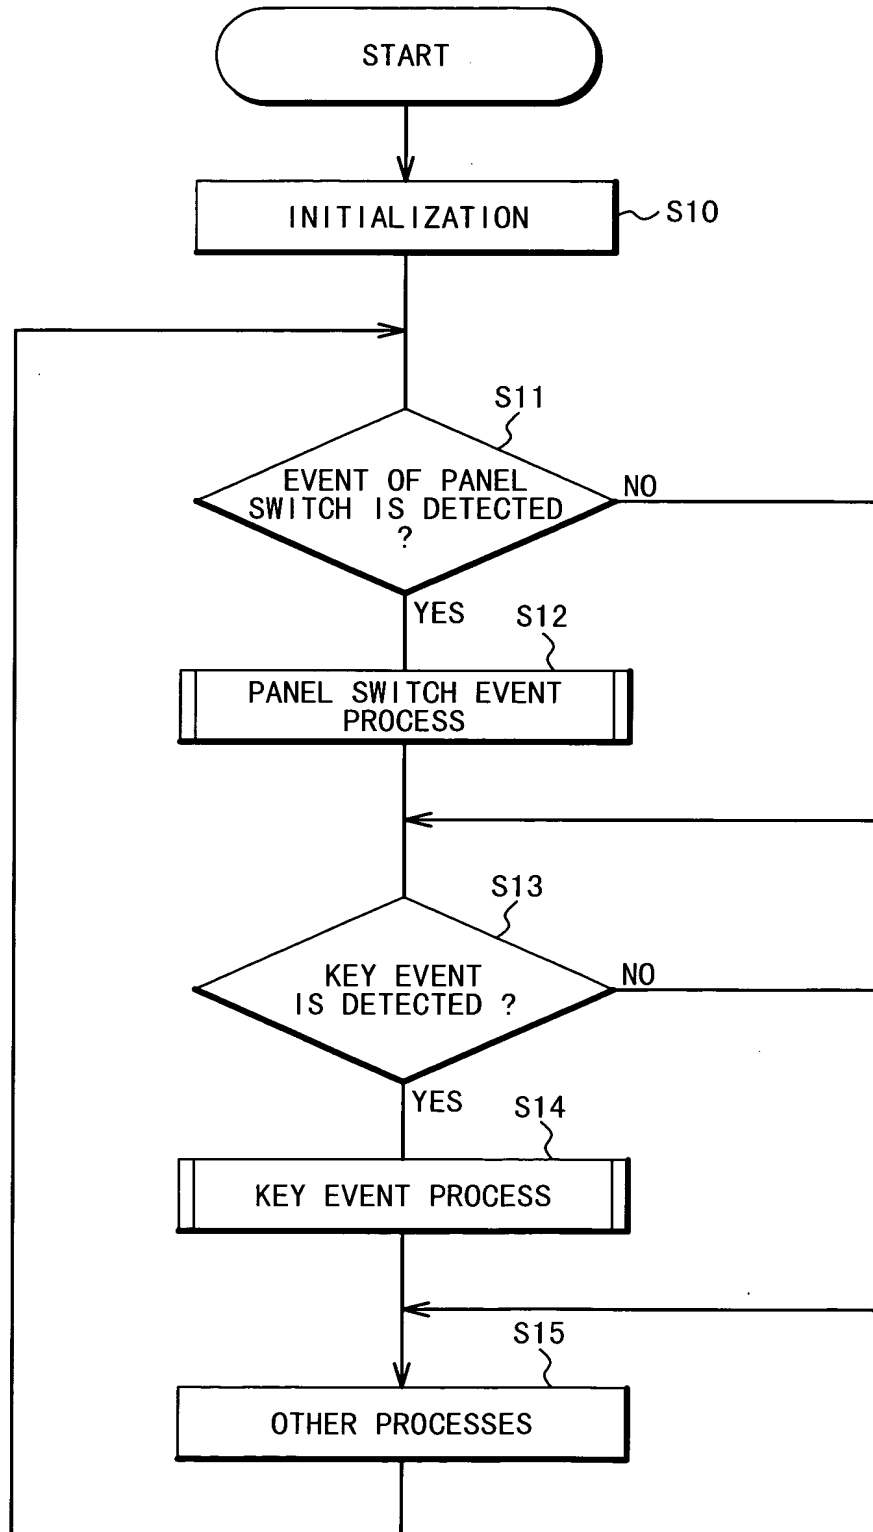 START
INITIALIZATION
S10
S11
EVENT OF PANEL
SWITCH IS DETECTED
?
NO
YES
S12
PANEL SWITCH EVENT
PROCESS
S13
KEY EVENT
IS DETECTED ?
NO
YES
S14
KEY EVENT PROCESS
S15
OTHER PROCESSES